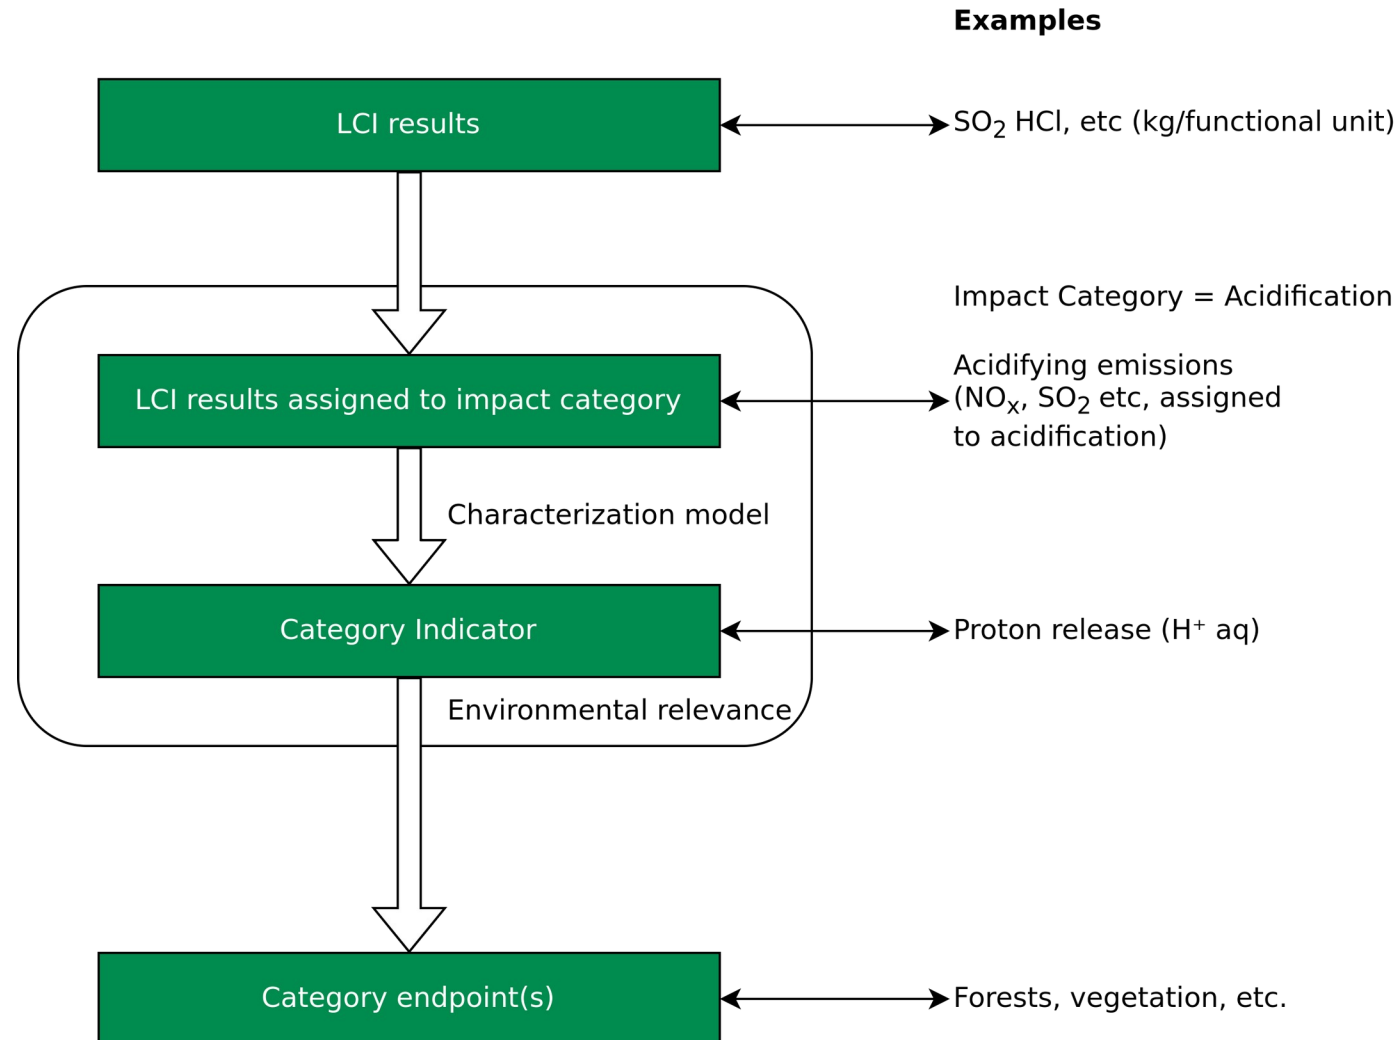 Examples
LCI results
SO₂ HCl, etc (kg/functional unit)
Impact Category = Acidification
LCI results assigned to impact category
Acidifying emissions
(NOₓ, SO₂ etc, assigned
to acidification)
Characterization model
Category Indicator
Proton release (H⁺ aq)
Environmental relevance
Category endpoint(s)
Forests, vegetation, etc.